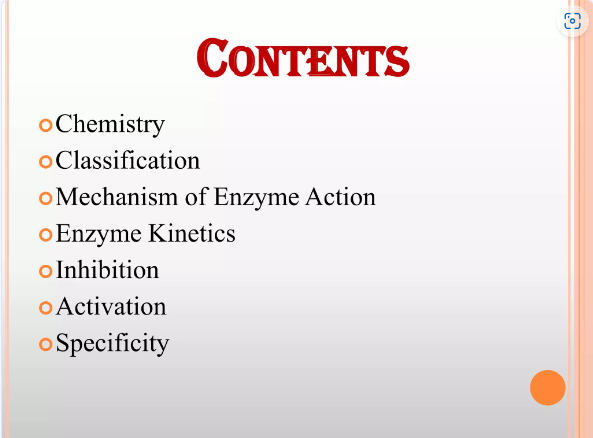 CONTENTS
Chemistry
Classification
Mechanism of Enzyme Action
Enzyme Kinetics
Inhibition
Activation
Specificity